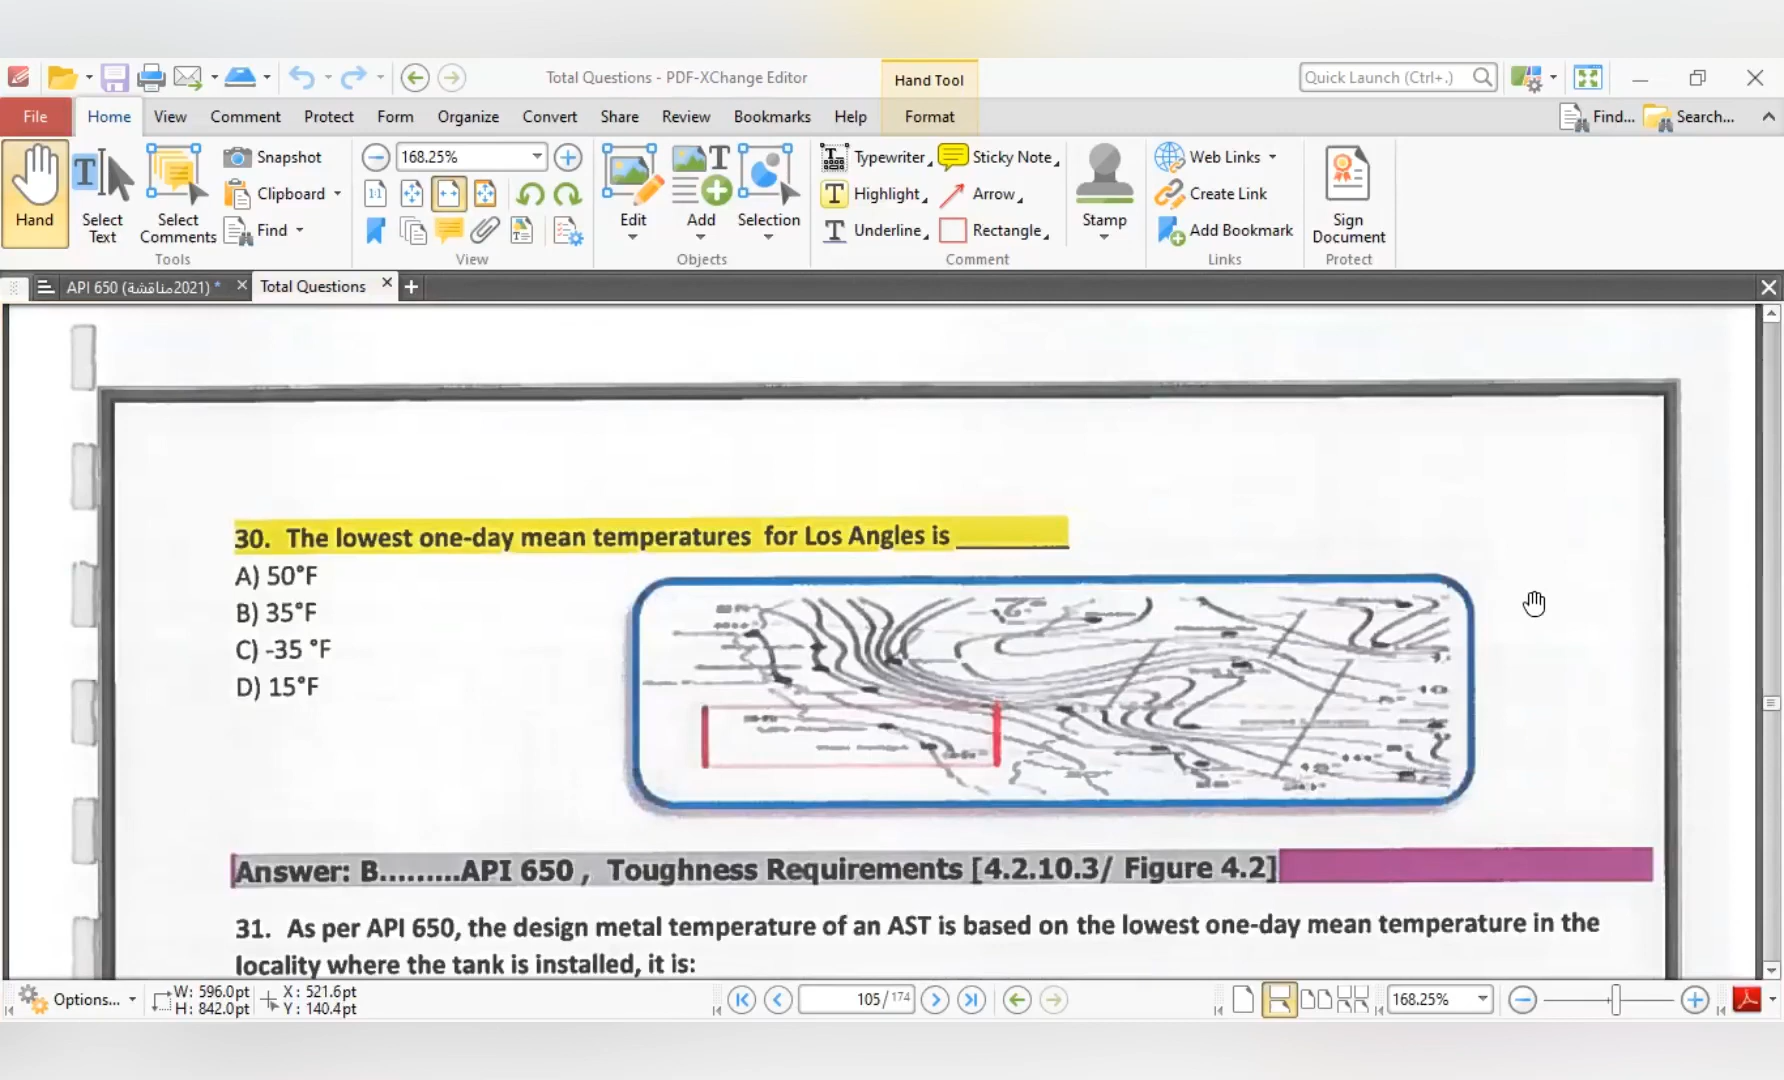 Total Questions - PDF-XChange Editor
Hand Tool
Quick Launch (Ctrl+.)
File Home View Comment Protect Form Organize Convert Share Review Bookmarks Help Format Find... Search...
Hand
Select Text
Select Comments
Snapshot
Clipboard
Find
Tools
168.25%
View
Edit
Add
Selection
Objects
Typewriter
Sticky Note
Highlight
Arrow
Underline
Rectangle
Comment
Stamp
Web Links
Create Link
Add Bookmark
Links
Sign Document
Protect
API 650 (مناقشة2021) *
Total Questions
30. The lowest one-day mean temperatures for Los Angles is ________
A) 50°F
B) 35°F
C) -35 °F
D) 15°F
Answer: B.........API 650 , Toughness Requirements [4.2.10.3/ Figure 4.2]
31. As per API 650, the design metal temperature of an AST is based on the lowest one-day mean temperature in the
locality where the tank is installed, it is:
Options...
W: 596.0pt
H: 842.0pt
X: 521.6pt
Y: 140.4pt
105 / 174
168.25%